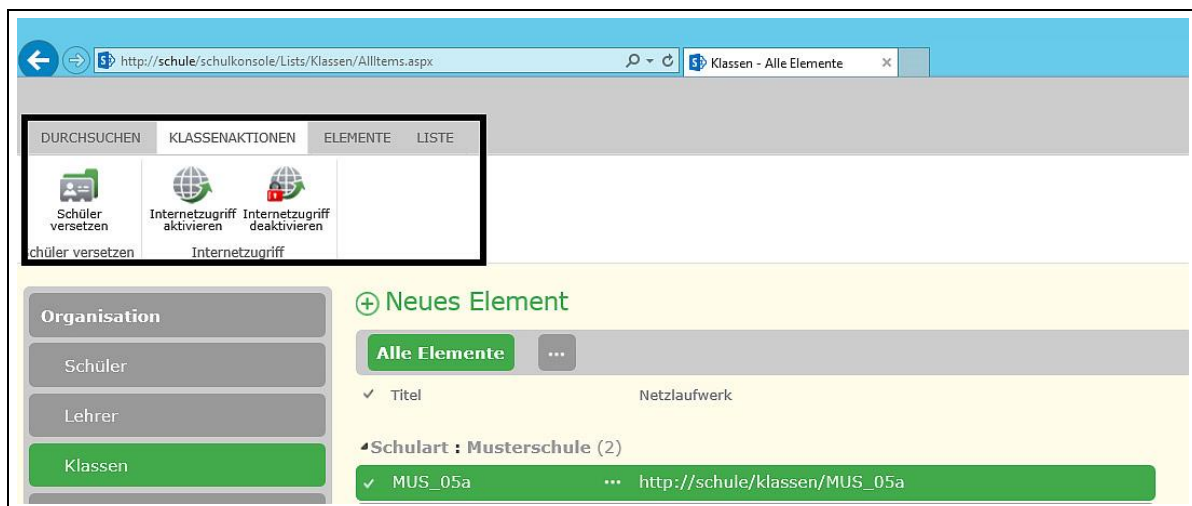 http://schule/schulkonsole/Lists/Klassen/AllItems.aspx
Klassen - Alle Elemente
DURCHSUCHEN KLASSENAKTIONEN ELEMENTE LISTE
Schüler versetzen
Internetzugriff aktivieren
Internetzugriff deaktivieren
chüler versetzen
Internetzugriff
Organisation
Schüler
Lehrer
Klassen
Neues Element
Alle Elemente ...
Titel Netzlaufwerk
Schulart : Musterschule (2)
MUS_05a ... http://schule/klassen/MUS_05a